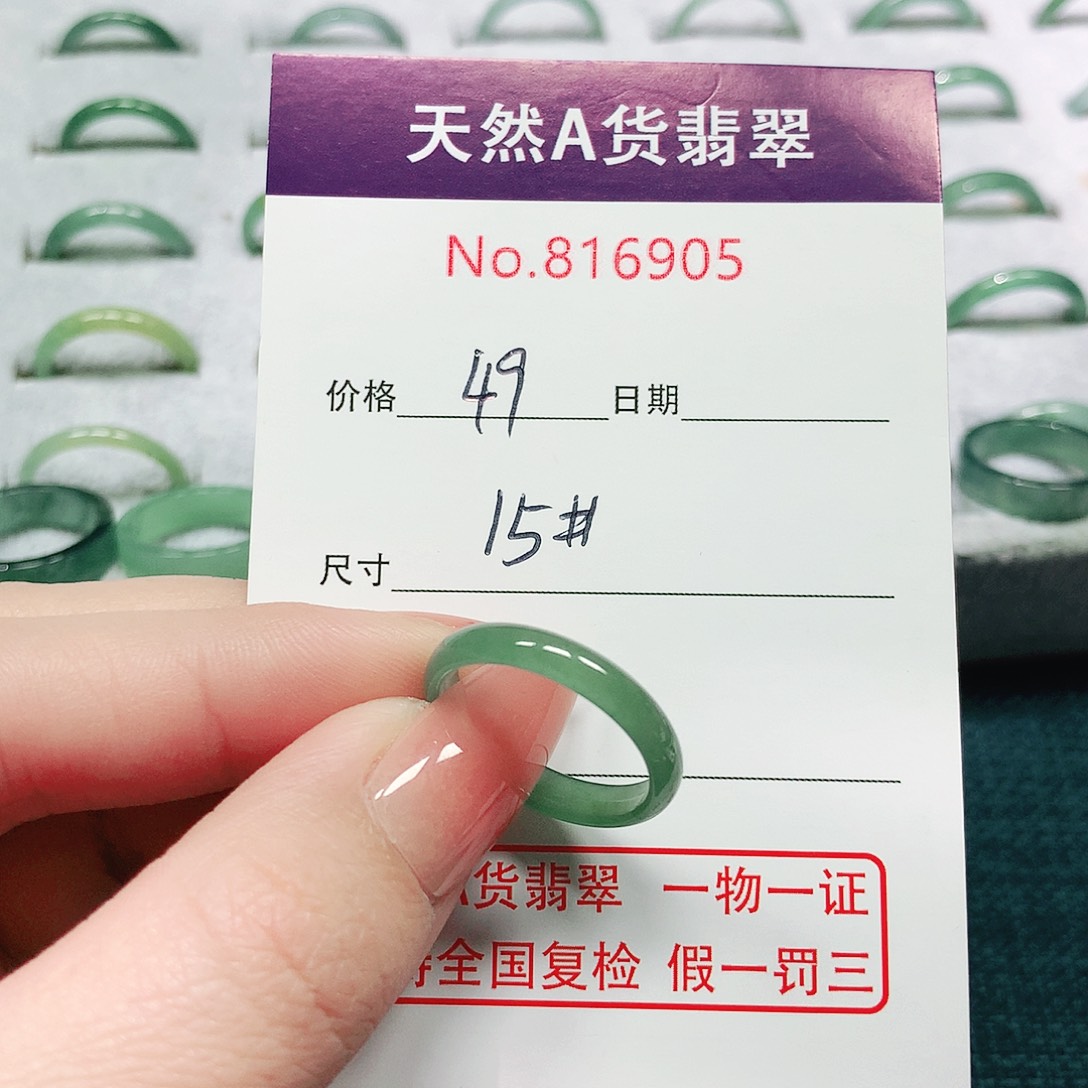 天然A货翡翠
No.816905
价格 49 日期
15#
尺寸
货翡翠 一物一证
全国复检 假一罚三